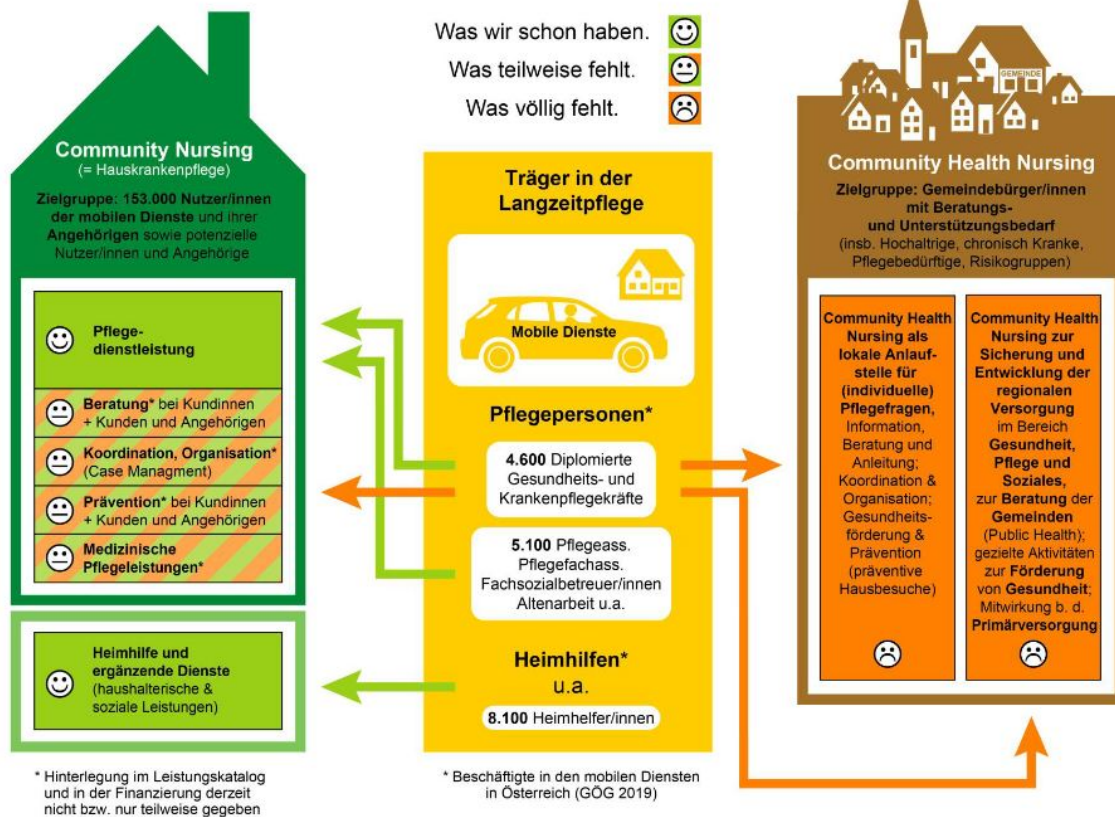 Was wir schon haben.
Was teilweise fehlt.
Was völlig fehlt.
Community Nursing
(= Hauskrankenpflege)
Zielgruppe: 153.000 Nutzer/innen
der mobilen Dienste und ihrer
Angehörigen sowie potenzielle
Nutzer/innen und Angehörige
Pflege-
dienstleistung
Beratung* bei Kundinnen
+ Kunden und Angehörigen
Koordination, Organisation*
(Case Managment)
Prävention* bei Kundinnen
+ Kunden und Angehörigen
Medizinische
Pflegeleistungen*
Heimhilfe und
ergänzende Dienste
(haushalterische &
soziale Leistungen)
* Hinterlegung im Leistungskatalog
und in der Finanzierung derzeit
nicht bzw. nur teilweise gegeben
Träger in der
Langzeitpflege
Mobile Dienste
Pflegepersonen*
4.600 Diplomierte
Gesundheits- und
Krankenpflegekräfte
5.100 Pflegeass.
Pflegefachass.
Fachsozialbetreuer/innen
Altenarbeit u.a.
Heimhilfen*
u.a.
8.100 Heimhelfer/innen
* Beschäftigte in den mobilen Diensten
in Österreich (GÖG 2019)
GEMEINDE
Community Health Nursing
Zielgruppe: Gemeindebürger/innen
mit Beratungs-
und Unterstützungsbedarf
(insb. Hochaltrige, chronisch Kranke,
Pflegebedürftige, Risikogruppen)
Community Health
Nursing als
lokale Anlauf-
stelle für
(individuelle)
Pflegefragen,
Information,
Beratung und
Anleitung;
Koordination &
Organisation;
Gesundheits-
förderung &
Prävention
(präventive
Hausbesuche)
Community Health
Nursing zur
Sicherung und
Entwicklung der
regionalen
Versorgung
im Bereich
Gesundheit,
Pflege und
Soziales,
zur Beratung der
Gemeinden
(Public Health);
gezielte Aktivitäten
zur Förderung
von Gesundheit;
Mitwirkung b. d.
Primärversorgung